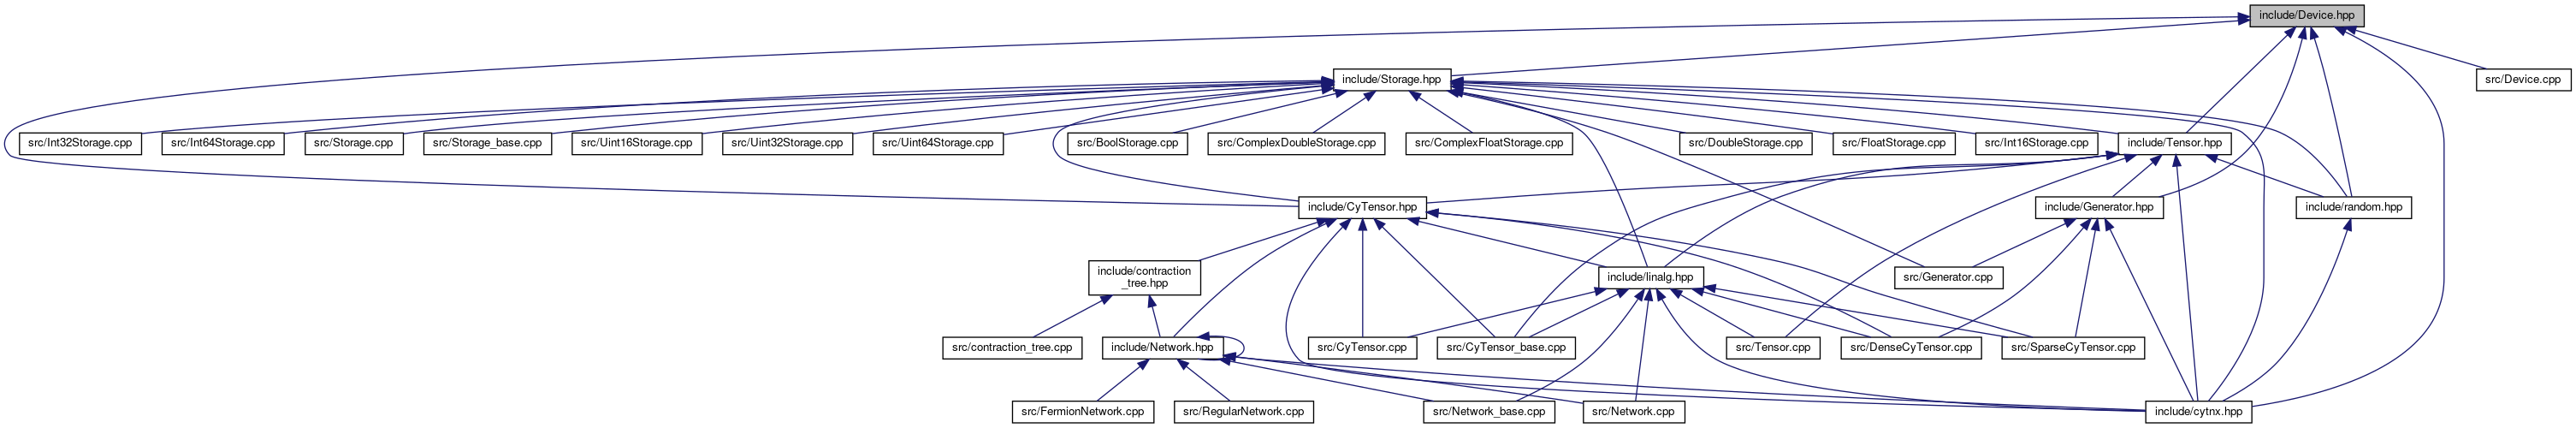 include/Device.hpp
include/Storage.hpp
src/Device.cpp
src/Int32Storage.cpp
src/Int64Storage.cpp
src/Storage.cpp
src/Storage_base.cpp
src/Uint16Storage.cpp
src/Uint32Storage.cpp
src/Uint64Storage.cpp
src/BoolStorage.cpp
src/ComplexDoubleStorage.cpp
src/ComplexFloatStorage.cpp
src/DoubleStorage.cpp
src/FloatStorage.cpp
src/Int16Storage.cpp
include/Tensor.hpp
include/CyTensor.hpp
include/Generator.hpp
include/random.hpp
include/contraction
_tree.hpp
include/linalg.hpp
src/Generator.cpp
src/contraction_tree.cpp
include/Network.hpp
src/CyTensor.cpp
src/CyTensor_base.cpp
src/Tensor.cpp
src/DenseCyTensor.cpp
src/SparseCyTensor.cpp
src/FermionNetwork.cpp
src/RegularNetwork.cpp
src/Network_base.cpp
src/Network.cpp
include/cytnx.hpp